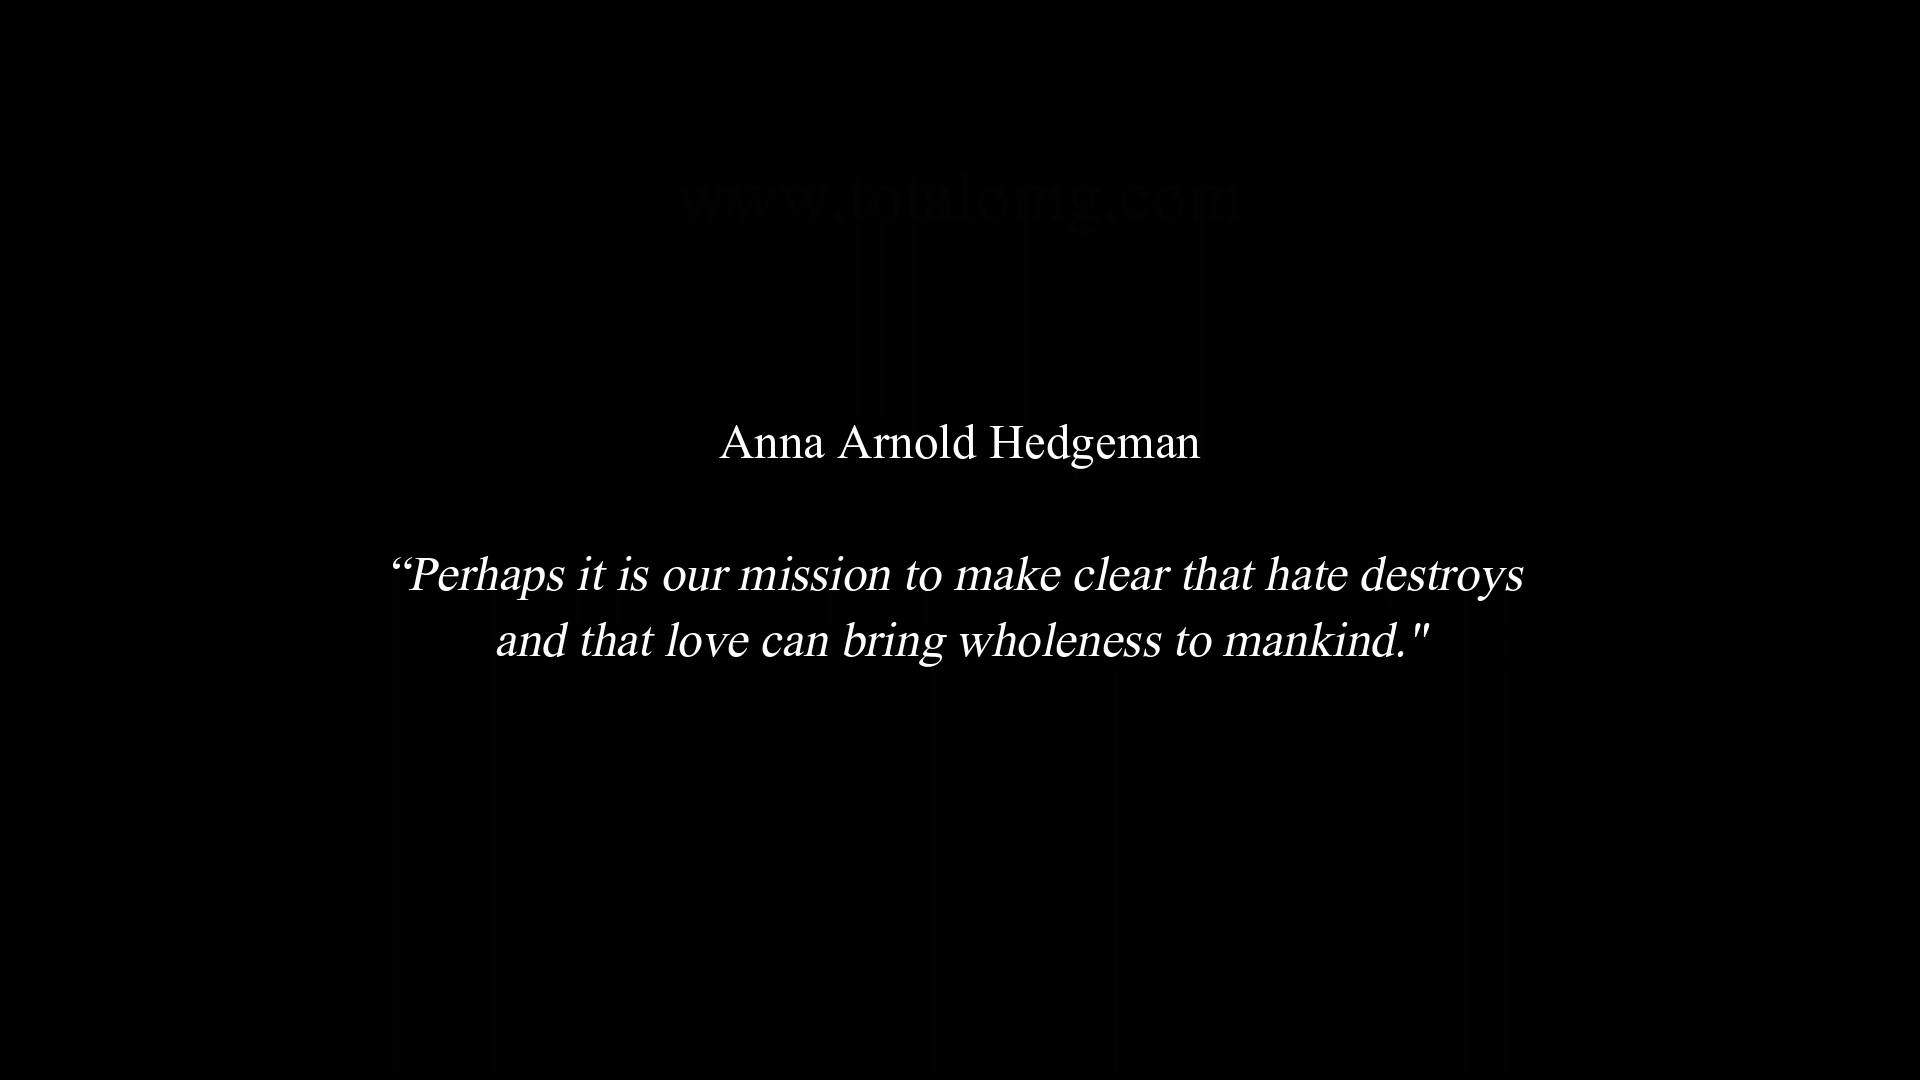 www.totalomg.com
Anna Arnold Hedgeman
“Perhaps it is our mission to make clear that hate destroys
and that love can bring wholeness to mankind."